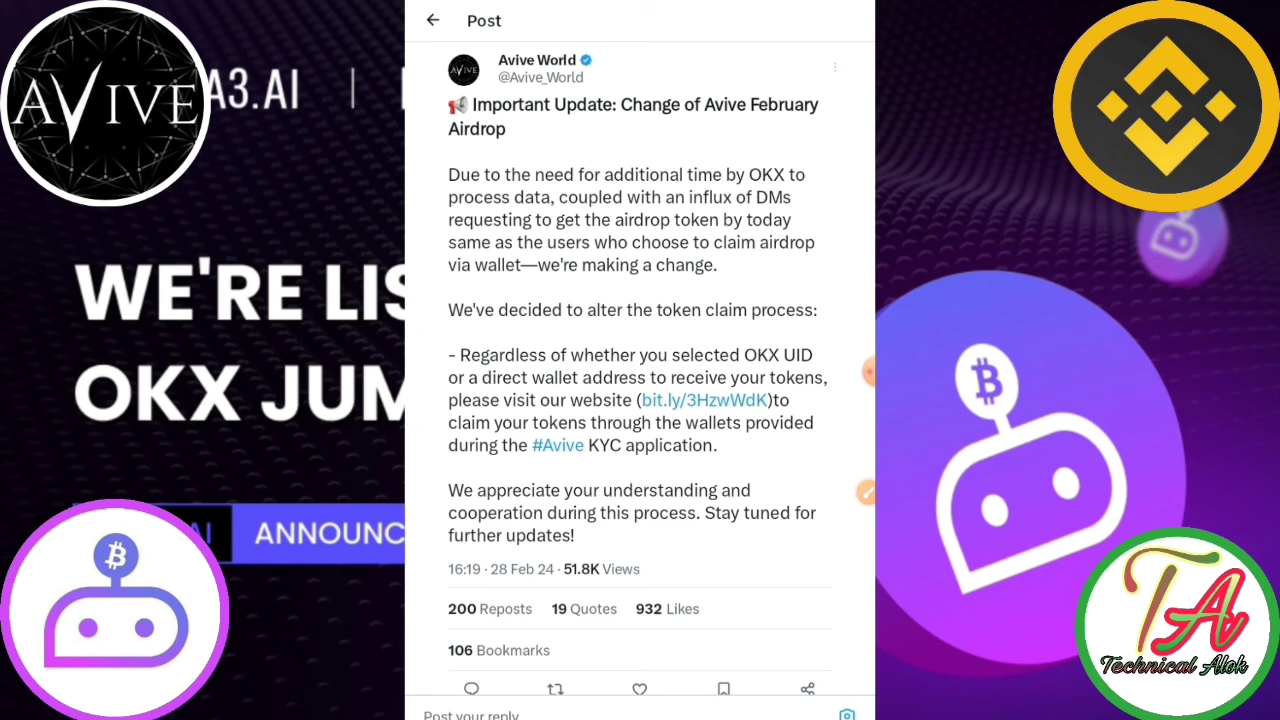 AVIVE
A3.AI
WE'RE LIS
OKX JUM
AI
ANNOUNC
Post
AVIVE
Avive World
@Avive_World
📢 Important Update: Change of Avive February
Airdrop
Due to the need for additional time by OKX to
process data, coupled with an influx of DMs
requesting to get the airdrop token by today
same as the users who choose to claim airdrop
via wallet—we're making a change.
We've decided to alter the token claim process:
- Regardless of whether you selected OKX UID
or a direct wallet address to receive your tokens,
please visit our website (bit.ly/3HzwWdK)to
claim your tokens through the wallets provided
during the #Avive KYC application.
We appreciate your understanding and
cooperation during this process. Stay tuned for
further updates!
16:19 · 28 Feb 24 · 51.8K Views
200 Reposts 19 Quotes 932 Likes
106 Bookmarks
Post your reply
TA
Technical Alok